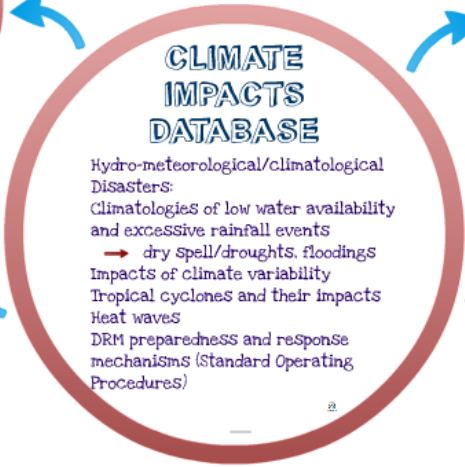 CLIMATE
IMPACTS
DATABASE
Hydro-meteorological/climatological
Disasters:
Climatologies of low water availability
and excessive rainfall events
dry spell/droughts, floodings
Impacts of climate variability
Tropical cyclones and their impacts
Heat waves
DRM preparedness and response
mechanisms (Standard Operating
Procedures)